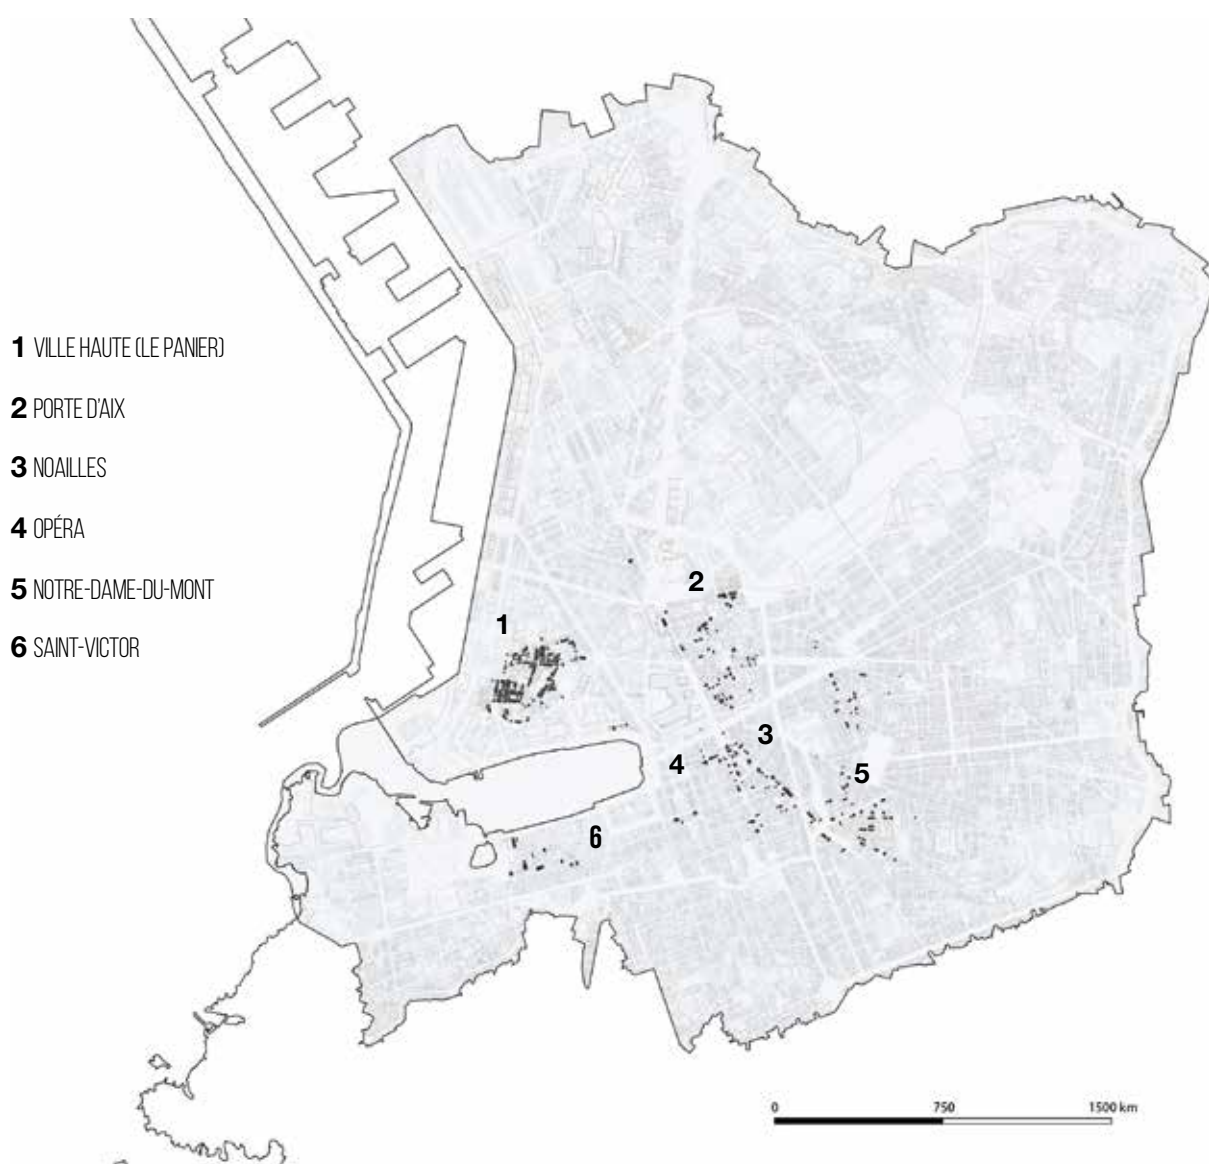 1 VILLE HAUTE (LE PANIER)
2 PORTE D'AIX
3 NOAILLES
4 OPÉRA
5 NOTRE-DAME-DU-MONT
6 SAINT-VICTOR
2
1
3
4
5
6
0 750 1500 km